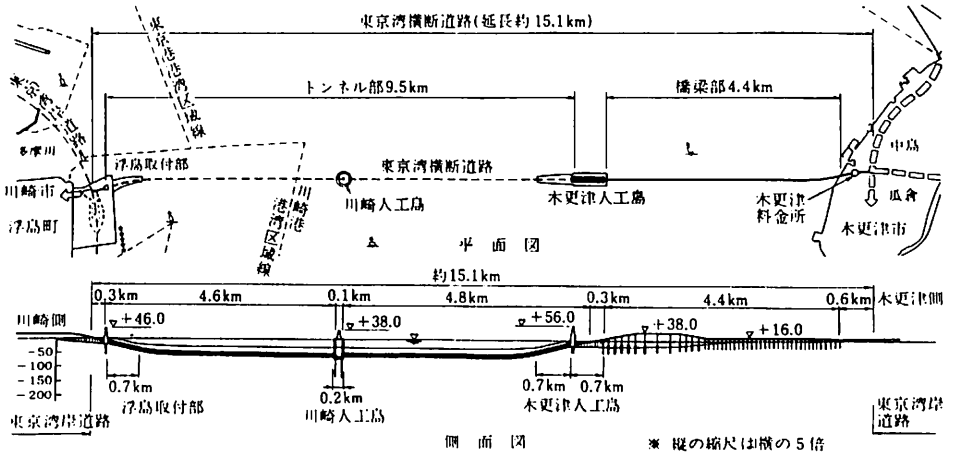 東京湾横断道路(延長約15.1km)
トンネル部9.5km
橋梁部4.4km
東京湾岸道路
東京港港湾区域線
多摩川
浮島取付部
東京湾横断道路
中島
川崎市
川崎人工島
木更津人工島
木更津
料金所
瓜倉
浮島町
川崎港
港湾区域線
木更津市
平面図
約15.1km
0.3km
4.6km
0.1km
4.8km
0.3km
4.4km
0.6km
木更津側
川崎側
+46.0
+38.0
+56.0
+38.0
+16.0
-50
-100
-150
-200
0.7km
0.2km
0.7km
0.7km
浮島取付部
川崎人工島
木更津人工島
東京湾岸道路
東京湾岸
道路
側面図
※ 縦の縮尺は横の5倍